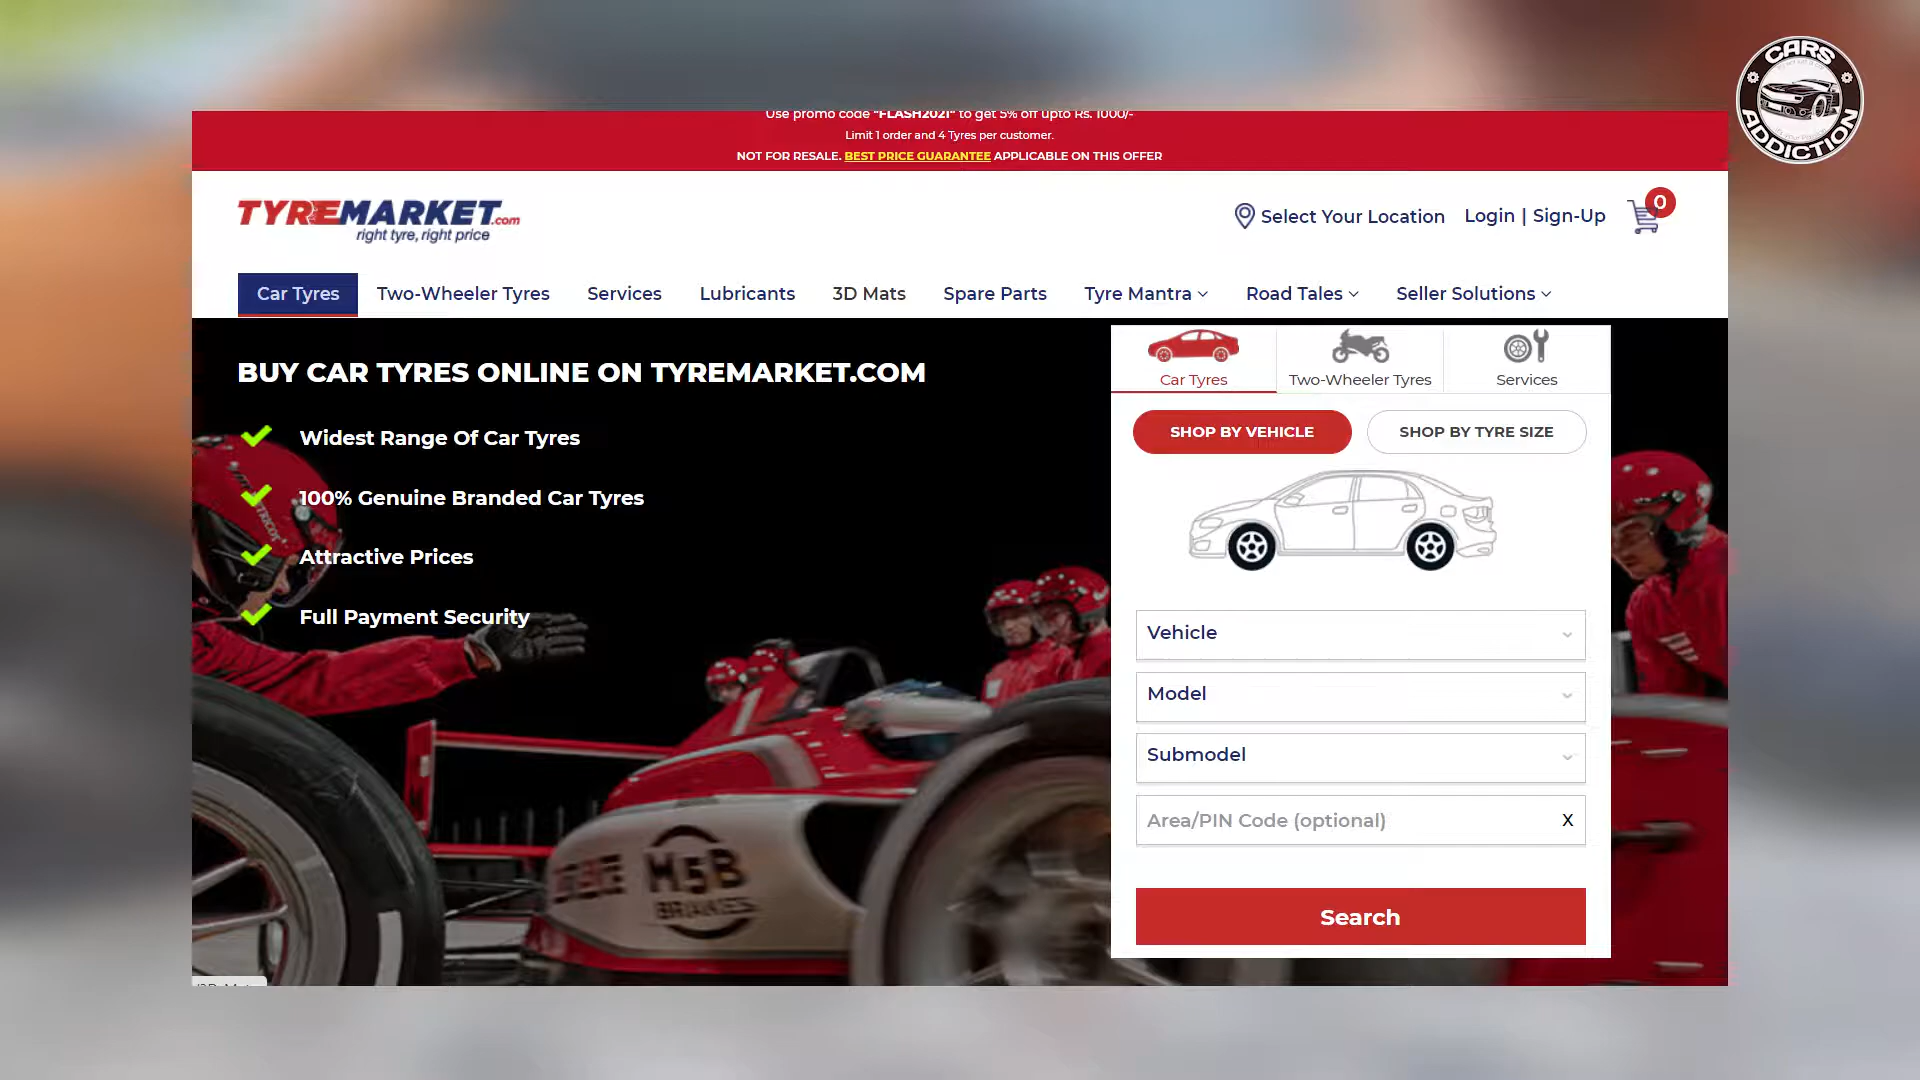 Use promo code "FLASH2021" to get 5% off upto Rs. 1000/-
Limit 1 order and 4 Tyres per customer.
NOT FOR RESALE. BEST PRICE GUARANTEE APPLICABLE ON THIS OFFER
CARS ADDICTION
TYREMARKET.com
right tyre, right price
Select Your Location
Login | Sign-Up
0
Car Tyres
Two-Wheeler Tyres
Services
Lubricants
3D Mats
Spare Parts
Tyre Mantra
Road Tales
Seller Solutions
BUY CAR TYRES ONLINE ON TYREMARKET.COM
Widest Range Of Car Tyres
100% Genuine Branded Car Tyres
Attractive Prices
Full Payment Security
Car Tyres
Two-Wheeler Tyres
Services
SHOP BY VEHICLE
SHOP BY TYRE SIZE
Vehicle
Model
Submodel
Area/PIN Code (optional)
X
Search
M5B
BRAKES